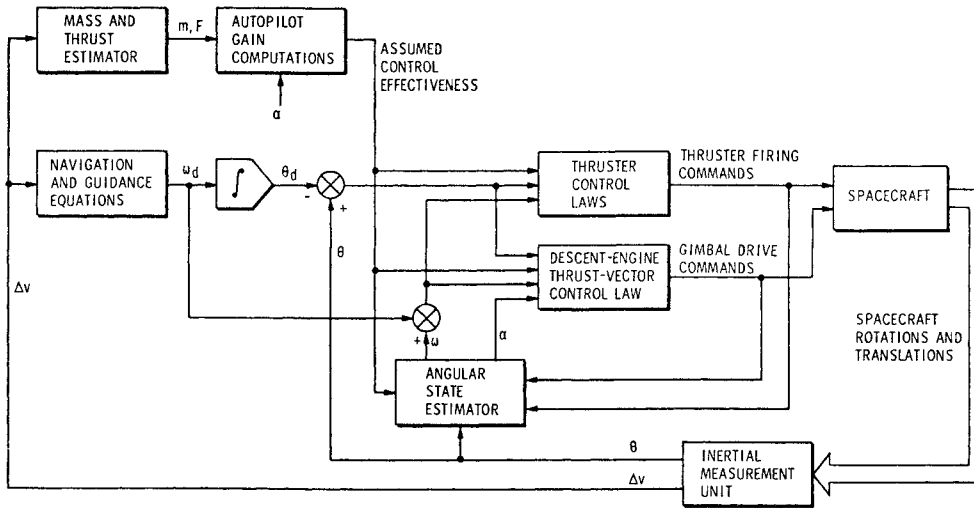 MASS AND
THRUST
ESTIMATOR
m, F
AUTOPILOT
GAIN
COMPUTATIONS
α
ASSUMED
CONTROL
EFFECTIVENESS
NAVIGATION
AND GUIDANCE
EQUATIONS
ωd
∫
θd
-
+
θ
THRUSTER
CONTROL
LAWS
THRUSTER FIRING
COMMANDS
SPACECRAFT
DESCENT-ENGINE
THRUST-VECTOR
CONTROL LAW
GIMBAL DRIVE
COMMANDS
Δv
+
ω
α
ANGULAR
STATE
ESTIMATOR
SPACECRAFT
ROTATIONS AND
TRANSLATIONS
θ
Δv
INERTIAL
MEASUREMENT
UNIT